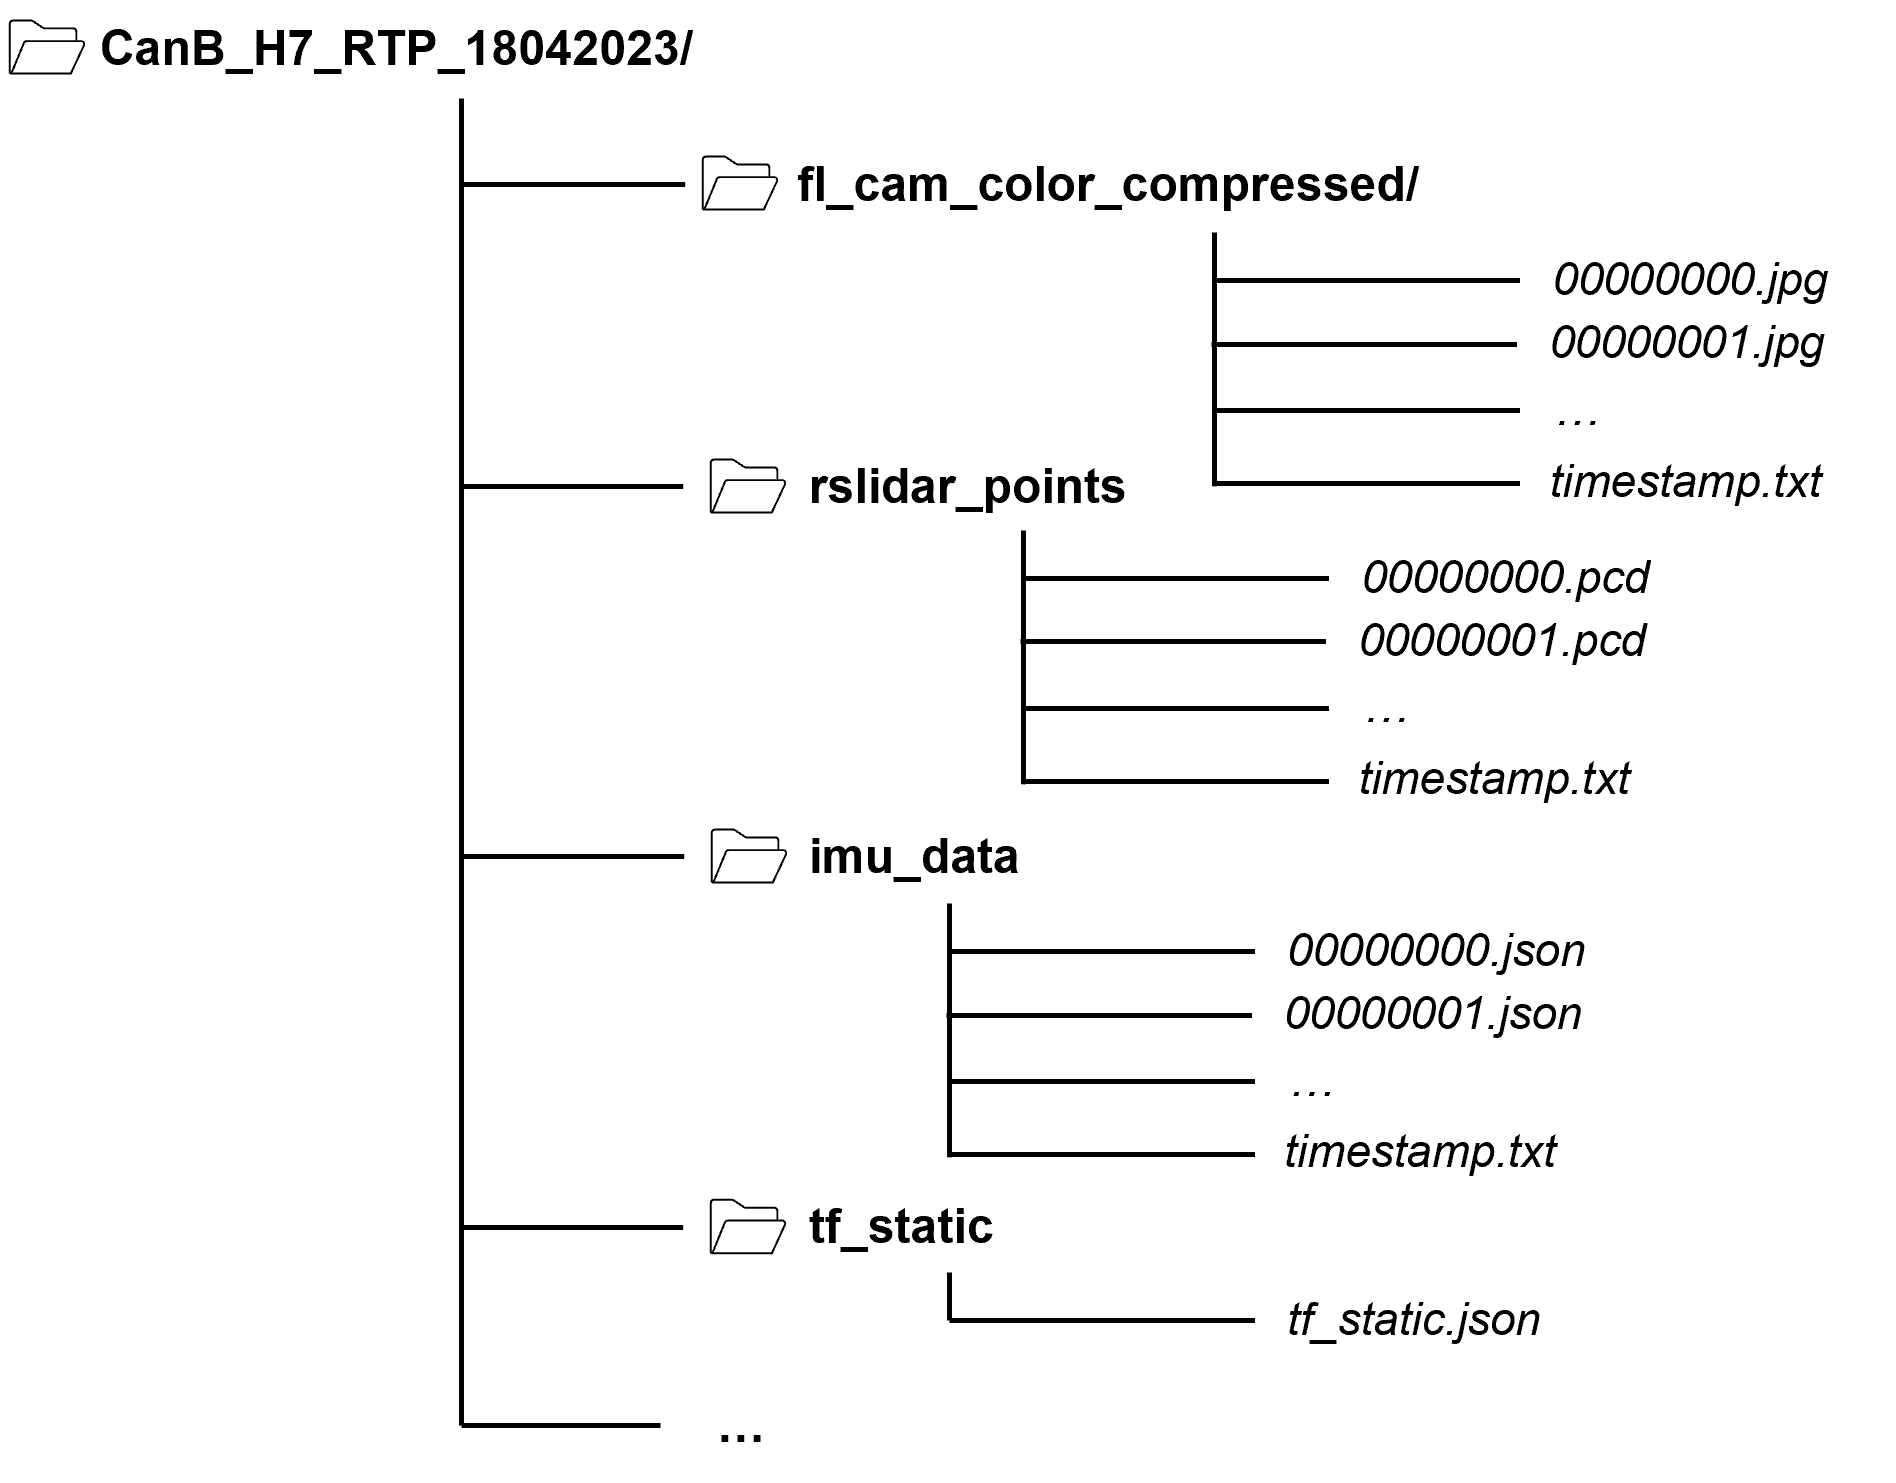 CanB_H7_RTP_18042023/
fl_cam_color_compressed/
00000000.jpg
00000001.jpg
...
timestamp.txt
rslidar_points
00000000.pcd
00000001.pcd
...
timestamp.txt
imu_data
00000000.json
00000001.json
...
timestamp.txt
tf_static
tf_static.json
...